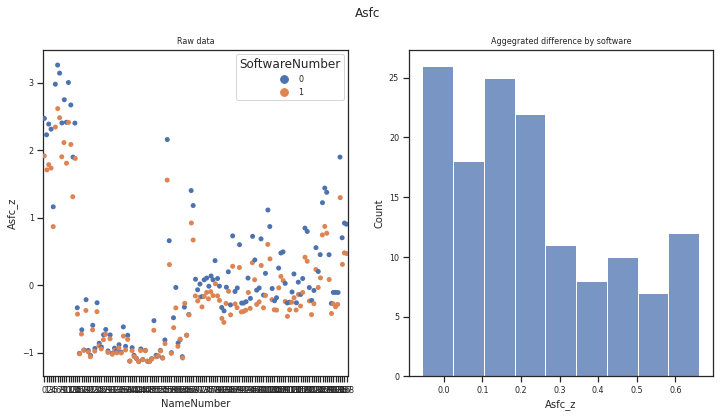 Asfc
Raw data
Aggegrated difference by software
SoftwareNumber
0
1
3
2
1
0
−1
Asfc_z
NameNumber
25
20
15
10
5
0
Count
0.0 0.1 0.2 0.3 0.4 0.5 0.6
Asfc_z